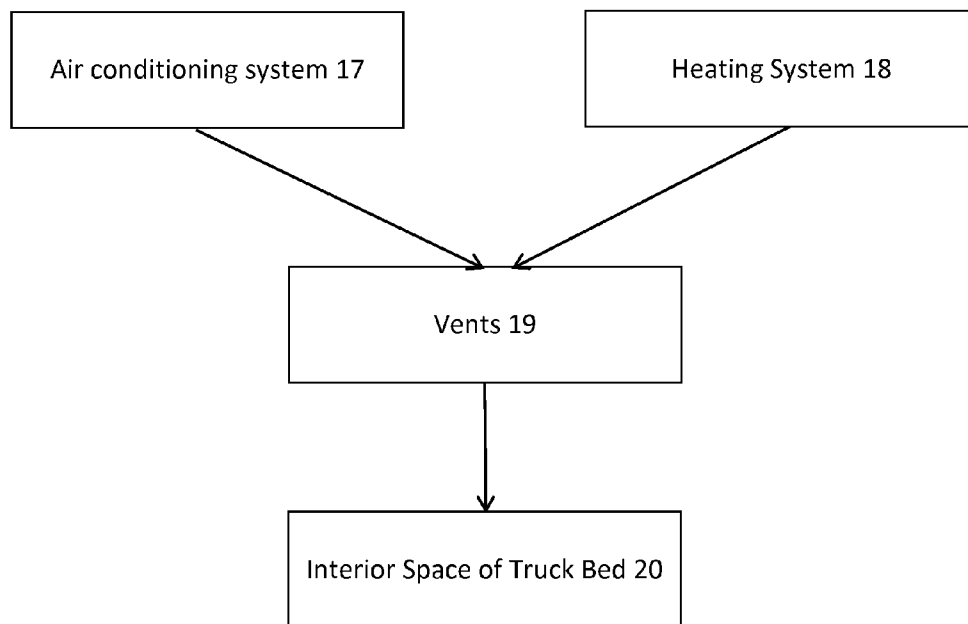 Air conditioning system 17
Heating System 18
Vents 19
Interior Space of Truck Bed 20